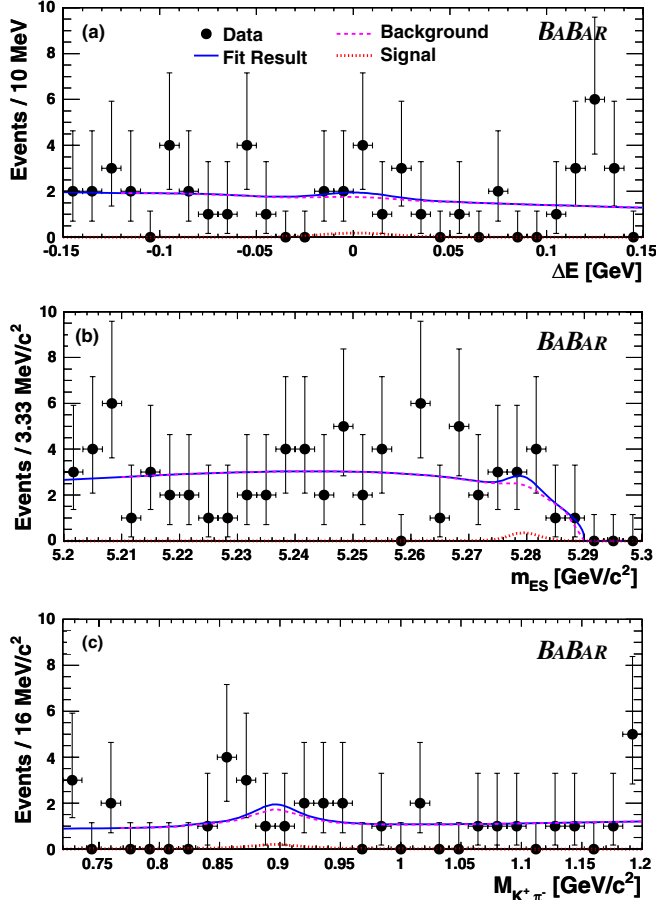 (a) Data Background BABAR
Fit Result Signal
Events / 10 MeV
10
8
6
4
2
0
-0.15 -0.1 -0.05 0 0.05 0.1 0.15
ΔE [GeV]
(b) BABAR
Events / 3.33 MeV/c²
10
8
6
4
2
0
5.2 5.21 5.22 5.23 5.24 5.25 5.26 5.27 5.28 5.29 5.3
m_ES [GeV/c²]
(c) BABAR
Events / 16 MeV/c²
10
8
6
4
2
0
0.75 0.8 0.85 0.9 0.95 1 1.05 1.1 1.15 1.2
M_K⁺π⁻ [GeV/c²]